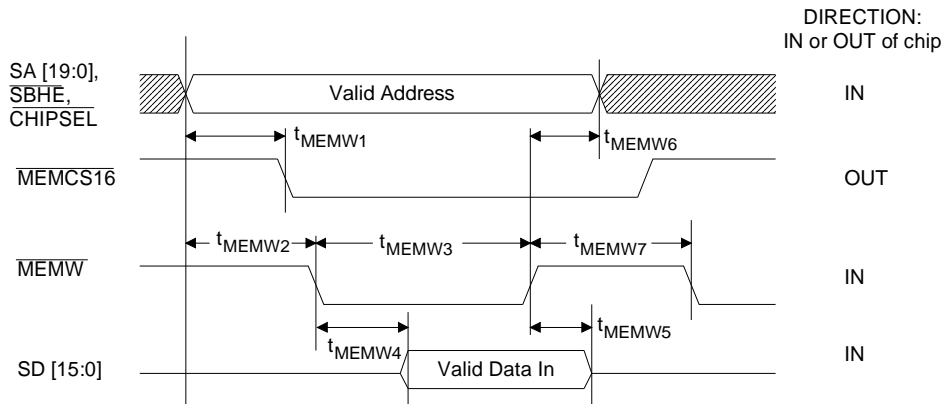 DIRECTION:
IN or OUT of chip
SA [19:0],
SBHE,
CHIPSEL
Valid Address
IN
tMEMW1
tMEMW6
MEMCS16
OUT
tMEMW2
tMEMW3
tMEMW7
MEMW
IN
tMEMW4
tMEMW5
SD [15:0]
Valid Data In
IN